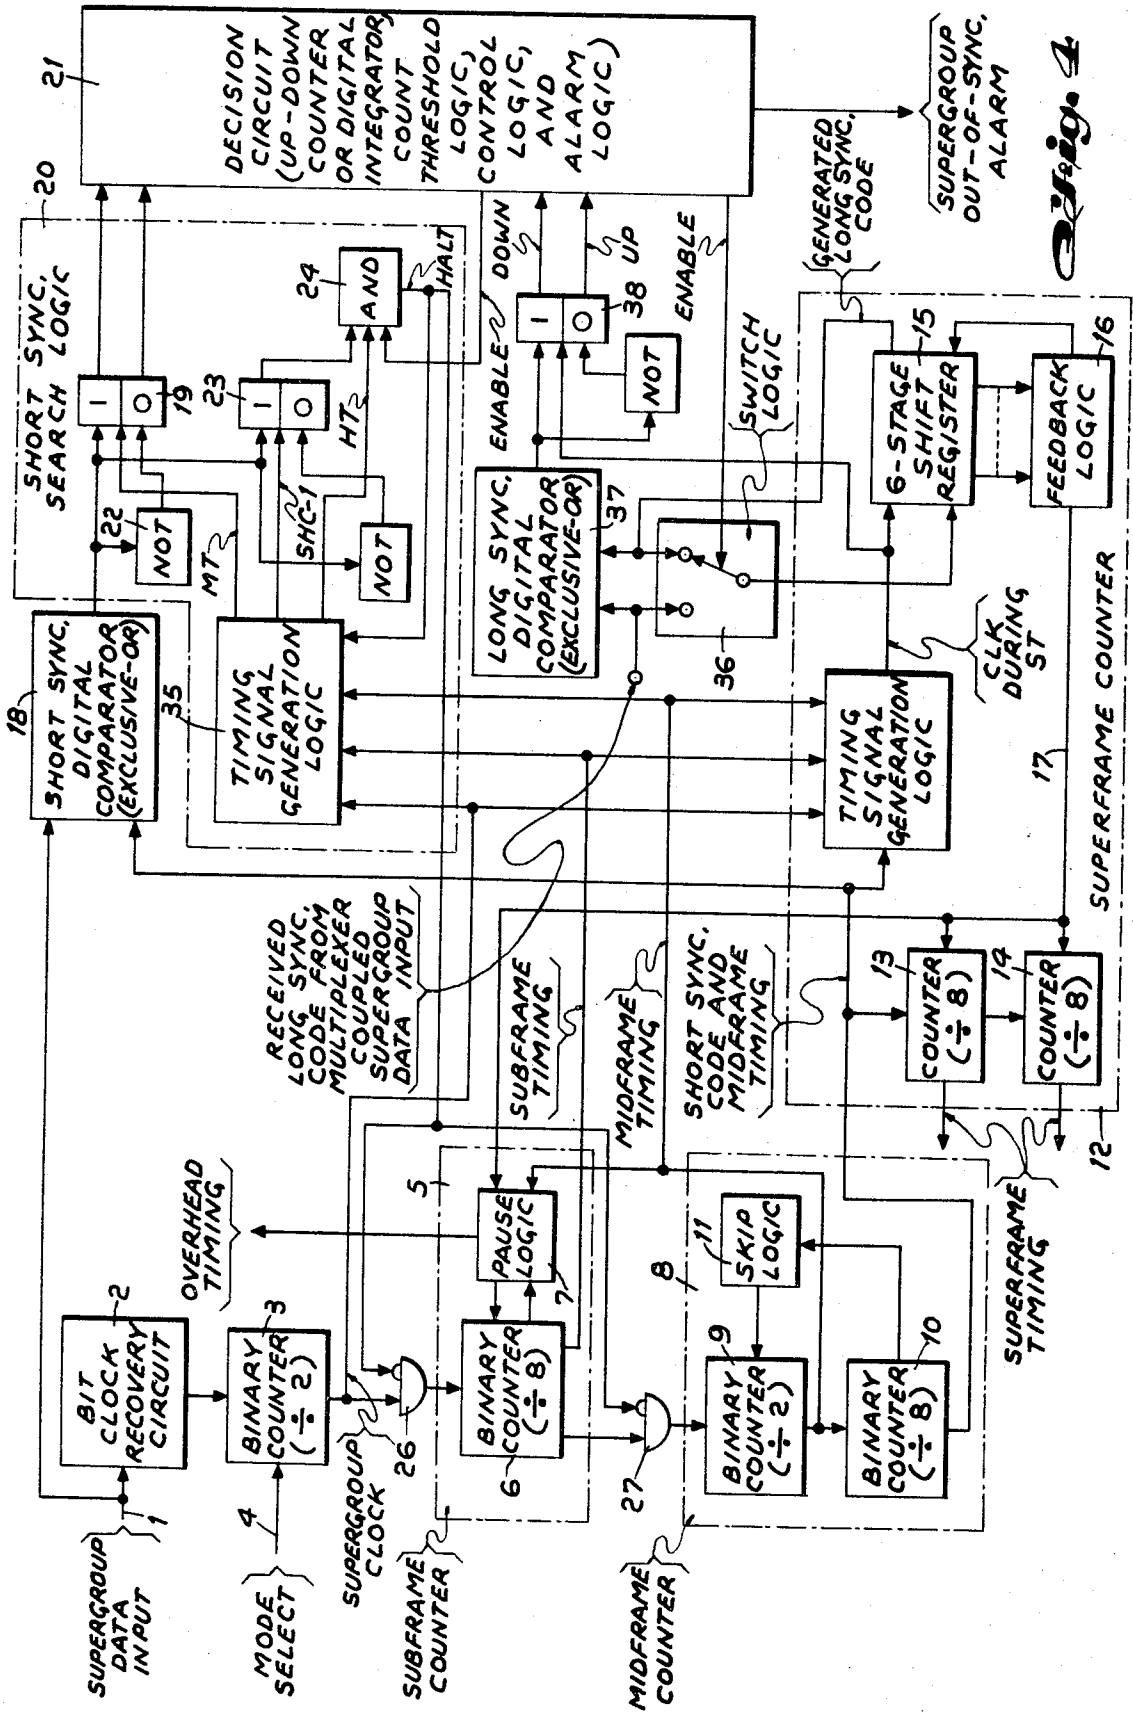 SUPERGROUP
DATA
INPUT
1
BIT
CLOCK
RECOVERY
CIRCUIT
2
MODE
SELECT
4
BINARY
COUNTER
(÷ 2)
3
OVERHEAD
TIMING
SUPERGROUP
CLOCK
26
SUBFRAME
COUNTER
5
BINARY
COUNTER
(÷ 8)
6
PAUSE
LOGIC
7
27
MIDFRAME
COUNTER
8
BINARY
COUNTER
(÷ 2)
9
SKIP
LOGIC
11
BINARY
COUNTER
(÷ 8)
10
SUPERFRAME
TIMING
12
RECEIVED
LONG SYNC,
CODE FROM
MULTIPLEXER
COUPLED
SUPERGROUP
DATA INPUT
SUBFRAME
TIMING
MIDFRAME
TIMING
SHORT SYNC,
CODE AND
MIDFRAME
TIMING
COUNTER
(÷ 8)
13
COUNTER
(÷ 8)
14
18
SHORT SYNC,
DIGITAL
COMPARATOR
(EXCLUSIVE-OR)
35
TIMING
SIGNAL
GENERATION
LOGIC
SHORT SYNC,
SEARCH LOGIC
20
22
NOT
1
0
19
MT
SHC-1
HT
NOT
23
1
0
24
AND
HALT
LONG SYNC,
DIGITAL
COMPARATOR
(EXCLUSIVE-OR)
37
36
SWITCH
LOGIC
NOT
1
0
38
ENABLE
DOWN
UP
ENABLE
21
DECISION
CIRCUIT
(UP-DOWN
COUNTER
OR DIGITAL
INTEGRATOR,
COUNT
THRESHOLD
LOGIC,
CONTROL
LOGIC,
AND
ALARM
LOGIC)
TIMING
SIGNAL
GENERATION
LOGIC
CLK
DURING
ST
17
SUPERFRAME COUNTER
6-STAGE
SHIFT
REGISTER
15
FEEDBACK
LOGIC
16
GENERATED
LONG SYNC,
CODE
SUPERGROUP
OUT-OF-SYNC,
ALARM
Fig. 4